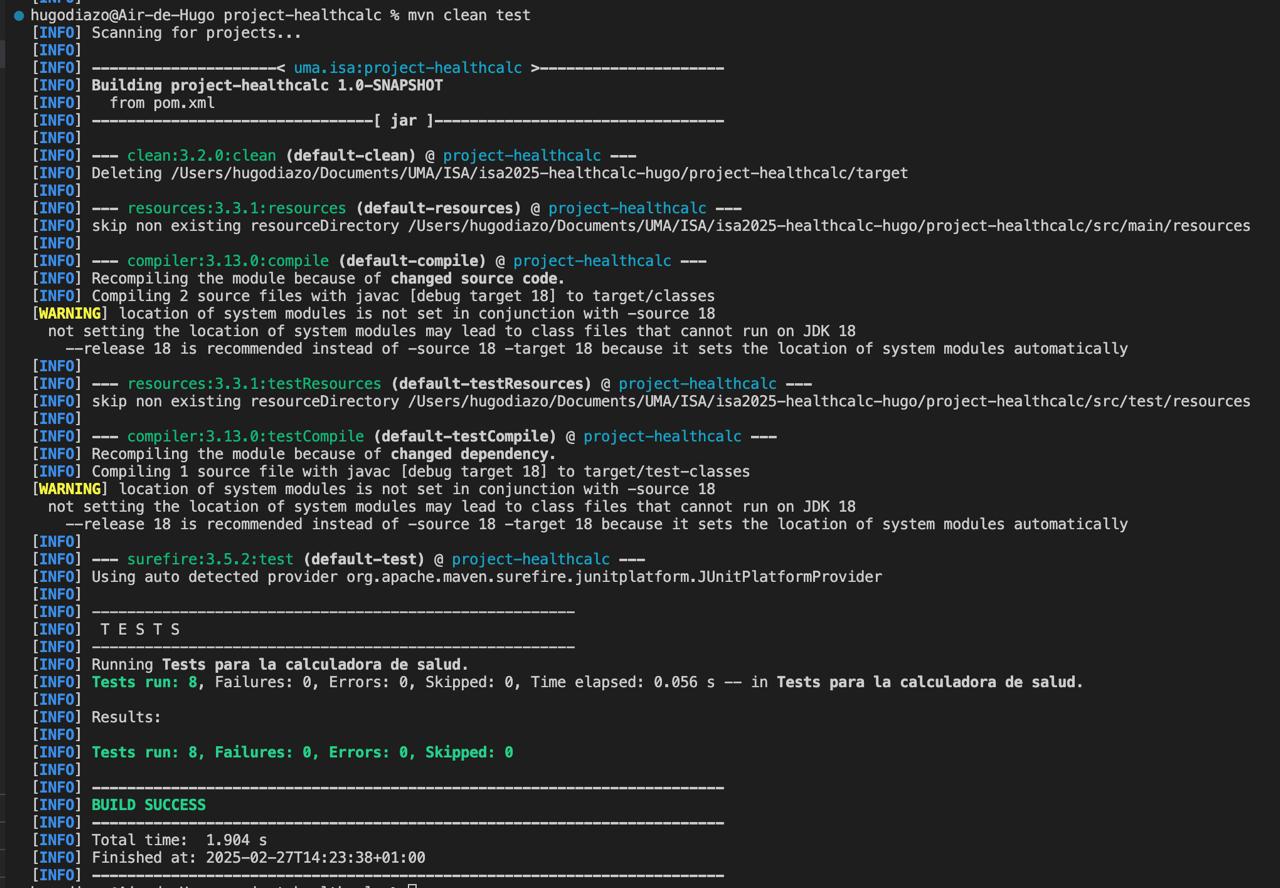 hugodiazo@Air-de-Hugo project-healthcalc % mvn clean test
[INFO] Scanning for projects...
[INFO]
[INFO] ---------------------< uma.isa:project-healthcalc >---------------------
[INFO] Building project-healthcalc 1.0-SNAPSHOT
[INFO]   from pom.xml
[INFO] --------------------------------[ jar ]---------------------------------
[INFO]
[INFO] --- clean:3.2.0:clean (default-clean) @ project-healthcalc ---
[INFO] Deleting /Users/hugodiazo/Documents/UMA/ISA/isa2025-healthcalc-hugo/project-healthcalc/target
[INFO]
[INFO] --- resources:3.3.1:resources (default-resources) @ project-healthcalc ---
[INFO] skip non existing resourceDirectory /Users/hugodiazo/Documents/UMA/ISA/isa2025-healthcalc-hugo/project-healthcalc/src/main/resources
[INFO]
[INFO] --- compiler:3.13.0:compile (default-compile) @ project-healthcalc ---
[INFO] Recompiling the module because of changed source code.
[INFO] Compiling 2 source files with javac [debug target 18] to target/classes
[WARNING] location of system modules is not set in conjunction with -source 18
  not setting the location of system modules may lead to class files that cannot run on JDK 18
    --release 18 is recommended instead of -source 18 -target 18 because it sets the location of system modules automatically
[INFO]
[INFO] --- resources:3.3.1:testResources (default-testResources) @ project-healthcalc ---
[INFO] skip non existing resourceDirectory /Users/hugodiazo/Documents/UMA/ISA/isa2025-healthcalc-hugo/project-healthcalc/src/test/resources
[INFO]
[INFO] --- compiler:3.13.0:testCompile (default-testCompile) @ project-healthcalc ---
[INFO] Recompiling the module because of changed dependency.
[INFO] Compiling 1 source file with javac [debug target 18] to target/test-classes
[WARNING] location of system modules is not set in conjunction with -source 18
  not setting the location of system modules may lead to class files that cannot run on JDK 18
    --release 18 is recommended instead of -source 18 -target 18 because it sets the location of system modules automatically
[INFO]
[INFO] --- surefire:3.5.2:test (default-test) @ project-healthcalc ---
[INFO] Using auto detected provider org.apache.maven.surefire.junitplatform.JUnitPlatformProvider
[INFO]
[INFO] -------------------------------------------------------
[INFO]  T E S T S
[INFO] -------------------------------------------------------
[INFO] Running Tests para la calculadora de salud.
[INFO] Tests run: 8, Failures: 0, Errors: 0, Skipped: 0, Time elapsed: 0.056 s -- in Tests para la calculadora de salud.
[INFO]
[INFO] Results:
[INFO]
[INFO] Tests run: 8, Failures: 0, Errors: 0, Skipped: 0
[INFO]
[INFO] ------------------------------------------------------------------------
[INFO] BUILD SUCCESS
[INFO] ------------------------------------------------------------------------
[INFO] Total time:  1.904 s
[INFO] Finished at: 2025-02-27T14:23:38+01:00
[INFO] ------------------------------------------------------------------------